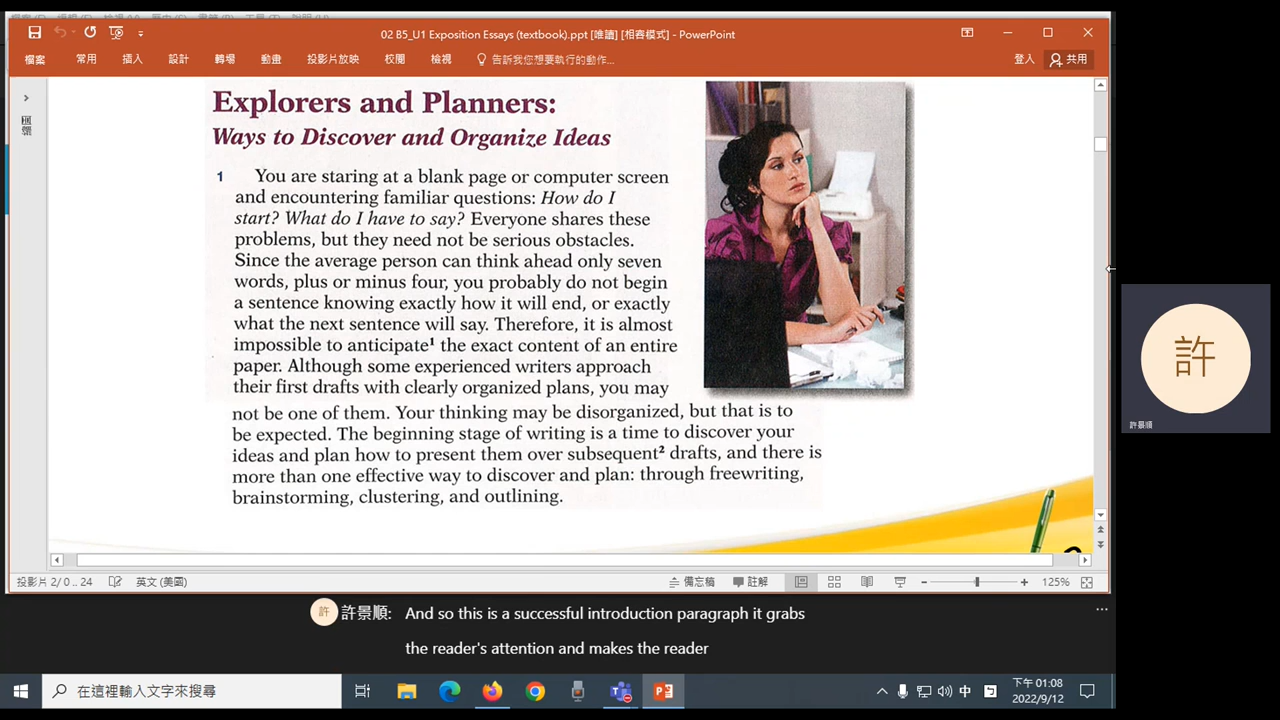 02 B5_U1 Exposition Essays (textbook).ppt [唯讀] [相容模式] - PowerPoint
檔案 常用 插入 設計 轉場 動畫 投影片放映 校閱 檢視 告訴我您想要執行的動作... 登入 共用
Explorers and Planners:
Ways to Discover and Organize Ideas
1 You are staring at a blank page or computer screen
and encountering familiar questions: How do I
start? What do I have to say? Everyone shares these
problems, but they need not be serious obstacles.
Since the average person can think ahead only seven
words, plus or minus four, you probably do not begin
a sentence knowing exactly how it will end, or exactly
what the next sentence will say. Therefore, it is almost
impossible to anticipate¹ the exact content of an entire
paper. Although some experienced writers approach
their first drafts with clearly organized plans, you may
not be one of them. Your thinking may be disorganized, but that is to
be expected. The beginning stage of writing is a time to discover your
ideas and plan how to present them over subsequent² drafts, and there is
more than one effective way to discover and plan: through freewriting,
brainstorming, clustering, and outlining.
許
許景順
投影片 2/ 0 .. 24 英文 (美國) 備忘稿 註解 125%
許 許景順: And so this is a successful introduction paragraph it grabs
the reader's attention and makes the reader
在這裡輸入文字來搜尋
中
下午 01:08
2022/9/12